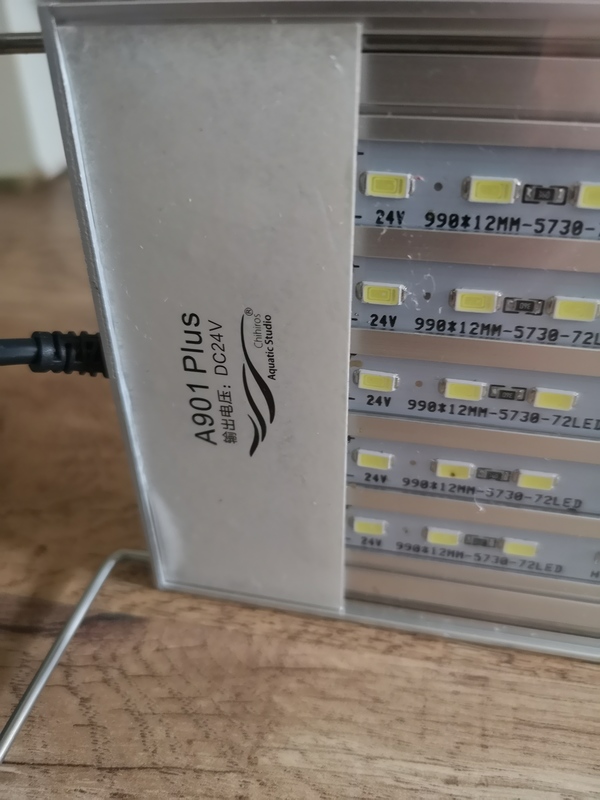 A901 Plus
输出电压：DC24V
Chihiros®
Aquatic Studio
24V 990*12MM-5730-
24V 990*12MM-5730-72L
24V 990*12MM-5730-72LED
24V 990*12MM-5730-72LED
24V 990*12MM-5730-72LED